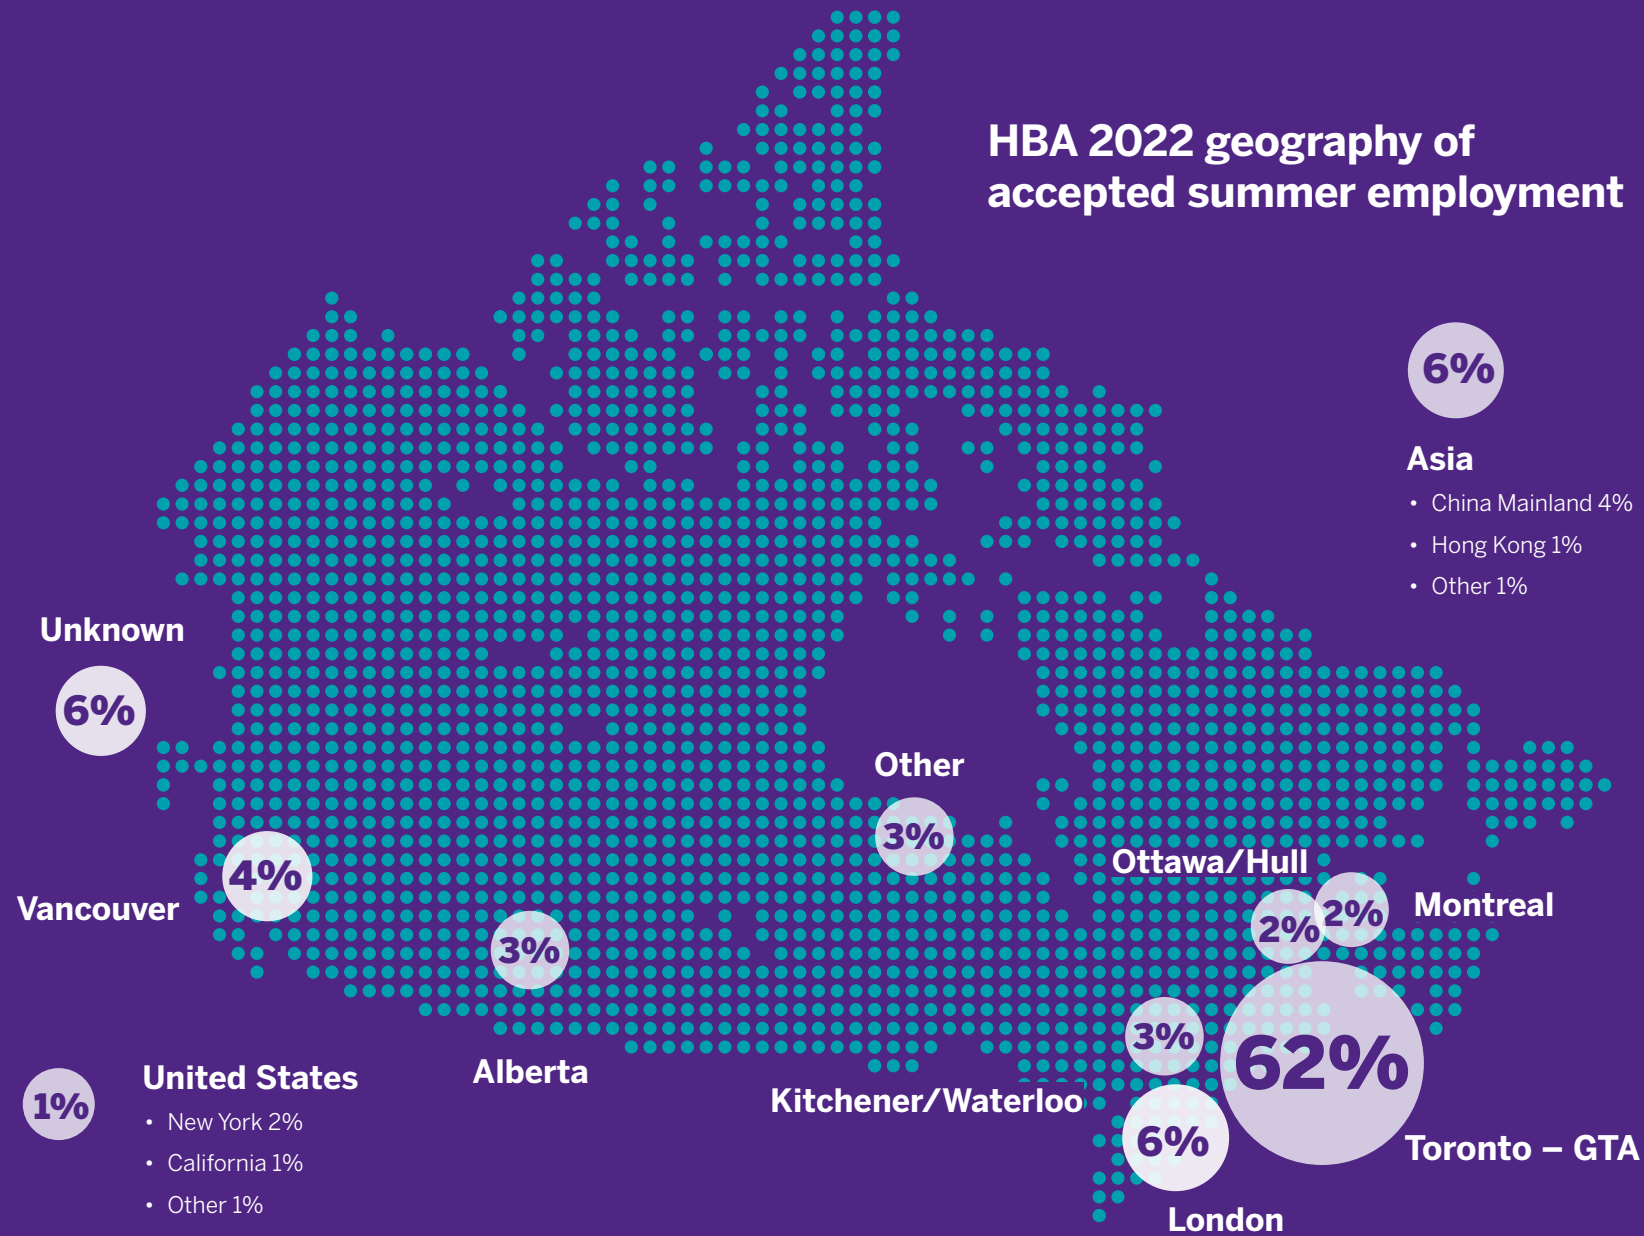 HBA 2022 geography of
accepted summer employment
6%
Asia
• China Mainland 4%
• Hong Kong 1%
• Other 1%
Unknown
6%
Other
3%
4%
Vancouver
Ottawa/Hull
2%
2%
Montreal
3%
Alberta
3%
Kitchener/Waterloo
62%
Toronto – GTA
6%
London
1%
United States
• New York 2%
• California 1%
• Other 1%